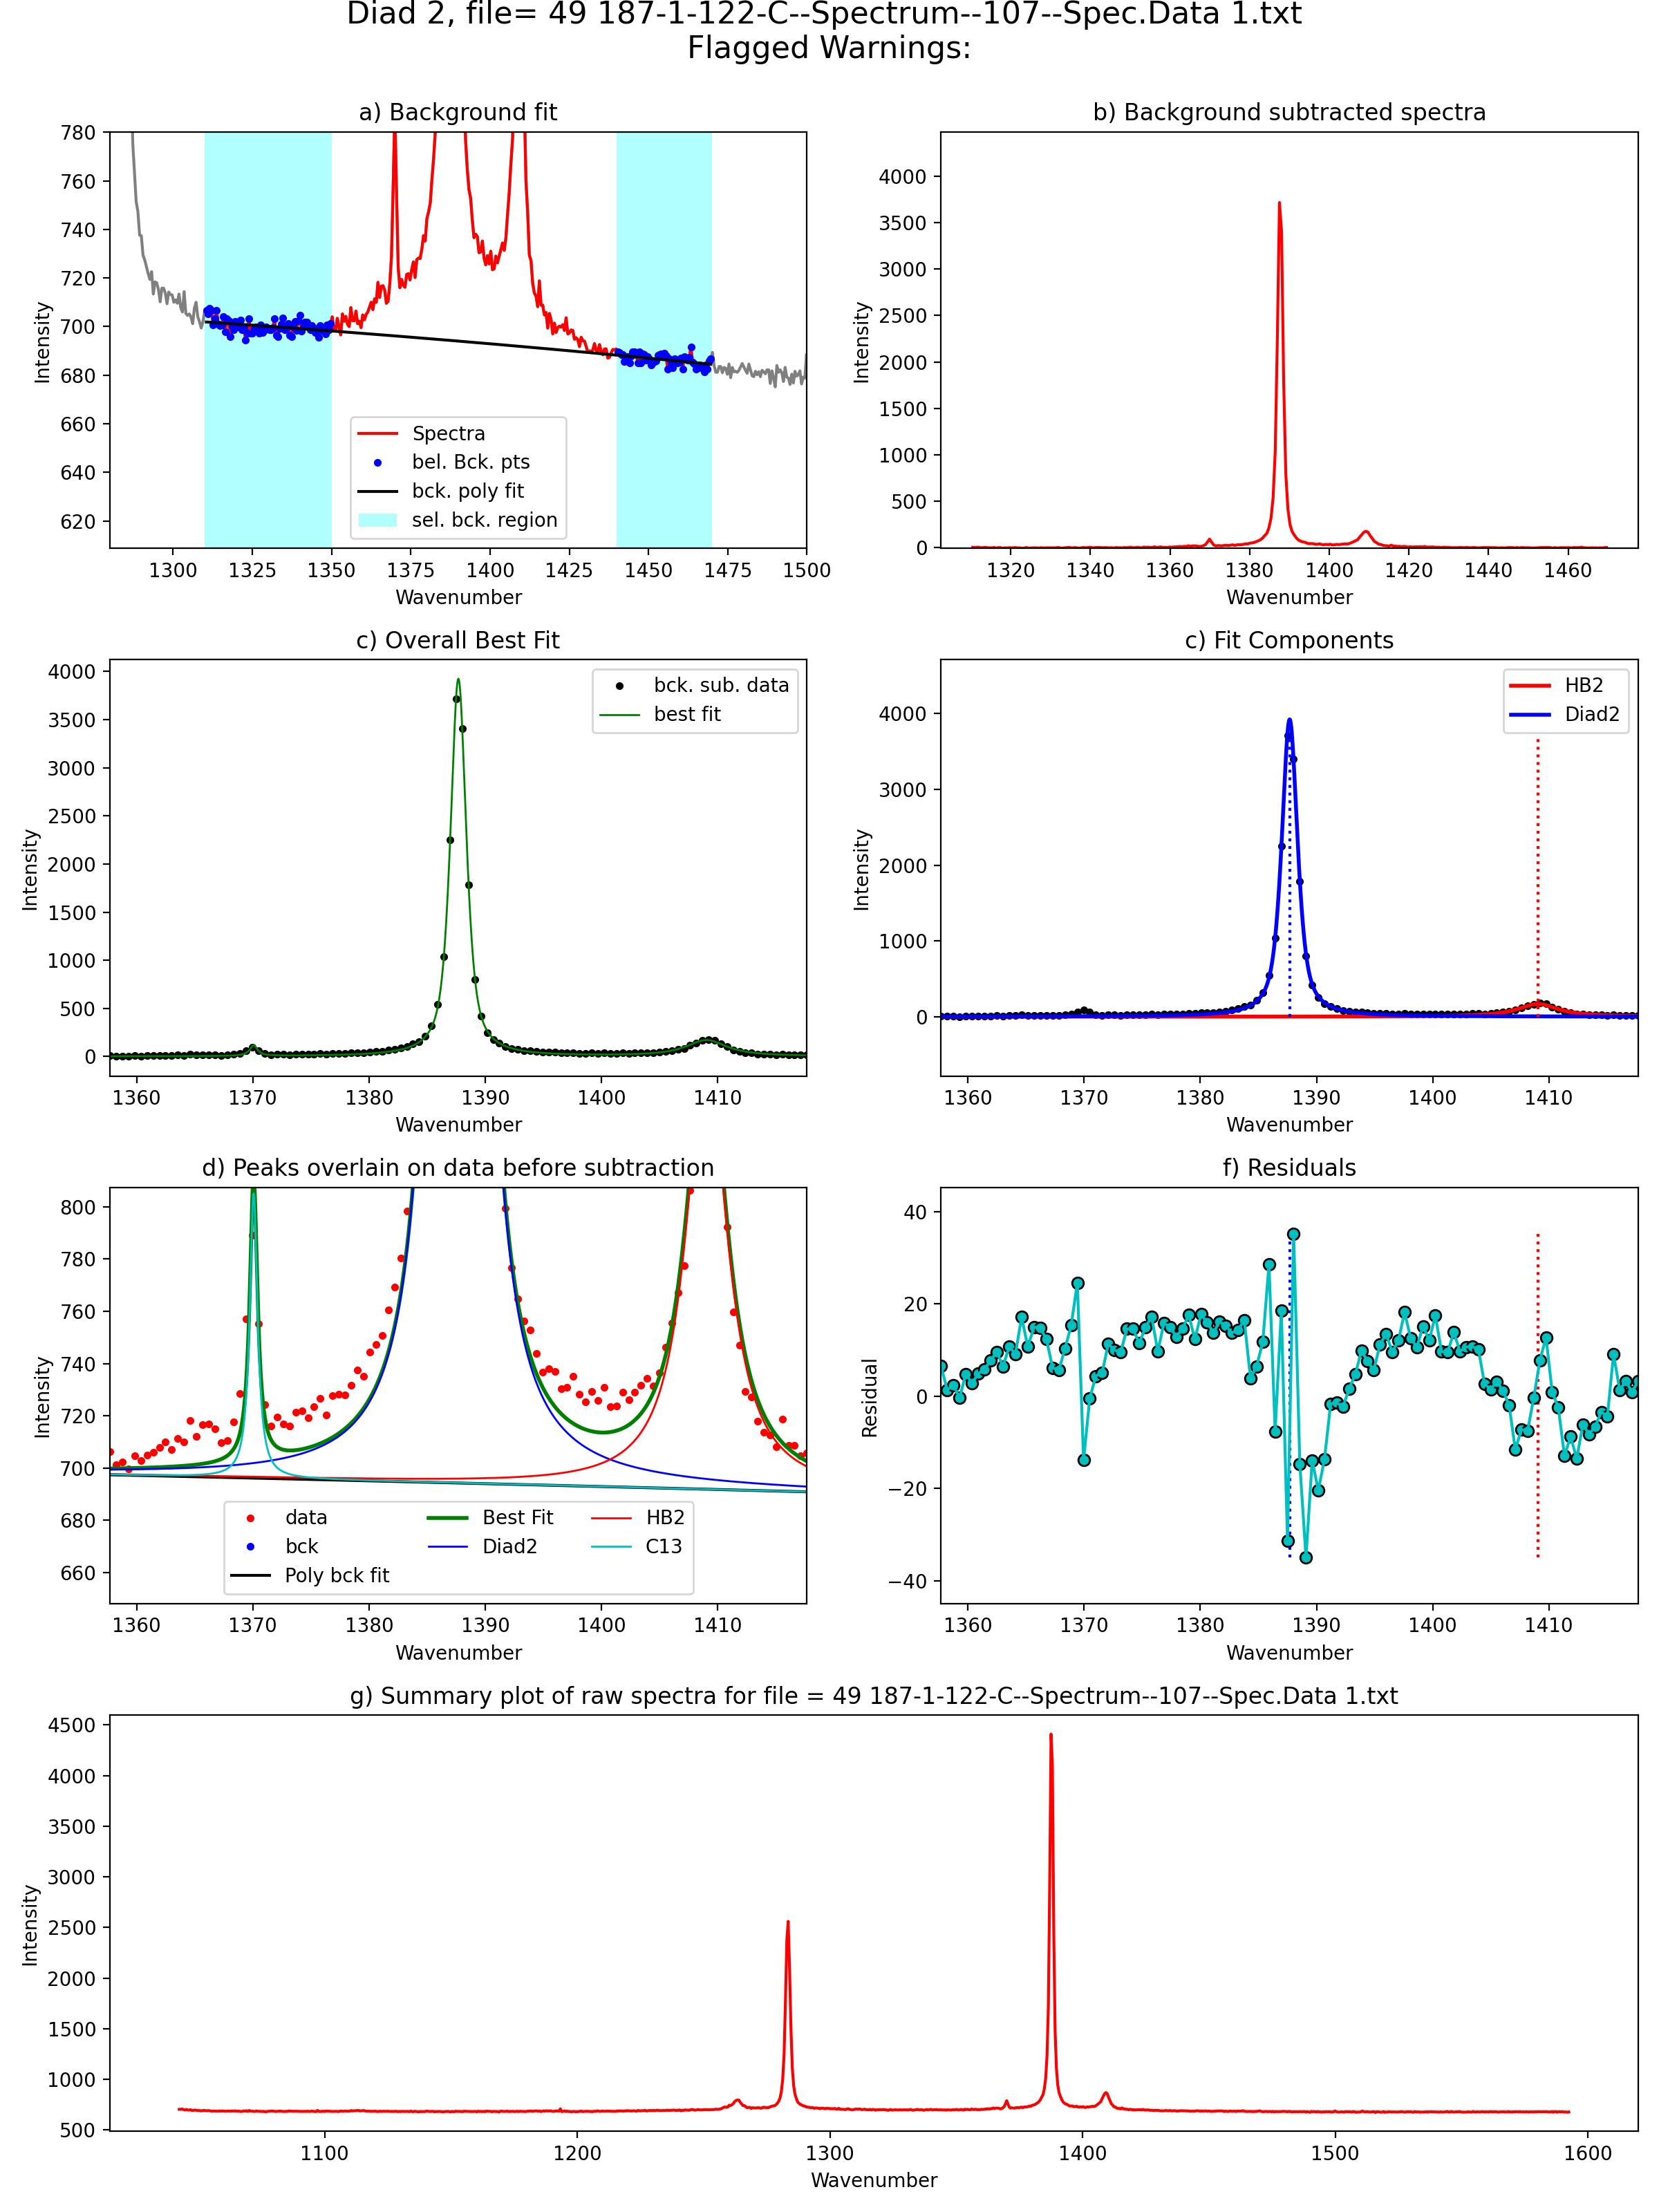 Diad 2, file= 49 187-1-122-C--Spectrum--107--Spec.Data 1.txt
Flagged Warnings:
a) Background fit
780
760
740
720
700
680
660
640
620
Intensity
Spectra
bel. Bck. pts
bck. poly fit
sel. bck. region
1300 1325 1350 1375 1400 1425 1450 1475 1500
Wavenumber
b) Background subtracted spectra
4000
3500
3000
2500
2000
1500
1000
500
0
Intensity
1320 1340 1360 1380 1400 1420 1440 1460
Wavenumber
c) Overall Best Fit
4000
3500
3000
2500
2000
1500
1000
500
0
Intensity
bck. sub. data
best fit
1360 1370 1380 1390 1400 1410
Wavenumber
c) Fit Components
4000
3000
2000
1000
0
Intensity
HB2
Diad2
1360 1370 1380 1390 1400 1410
Wavenumber
d) Peaks overlain on data before subtraction
800
780
760
740
720
700
680
660
Intensity
data
bck
Poly bck fit
Best Fit
Diad2
HB2
C13
1360 1370 1380 1390 1400 1410
Wavenumber
f) Residuals
40
20
0
−20
−40
Residual
1360 1370 1380 1390 1400 1410
Wavenumber
g) Summary plot of raw spectra for file = 49 187-1-122-C--Spectrum--107--Spec.Data 1.txt
4500
4000
3500
3000
2500
2000
1500
1000
500
Intensity
1100 1200 1300 1400 1500 1600
Wavenumber